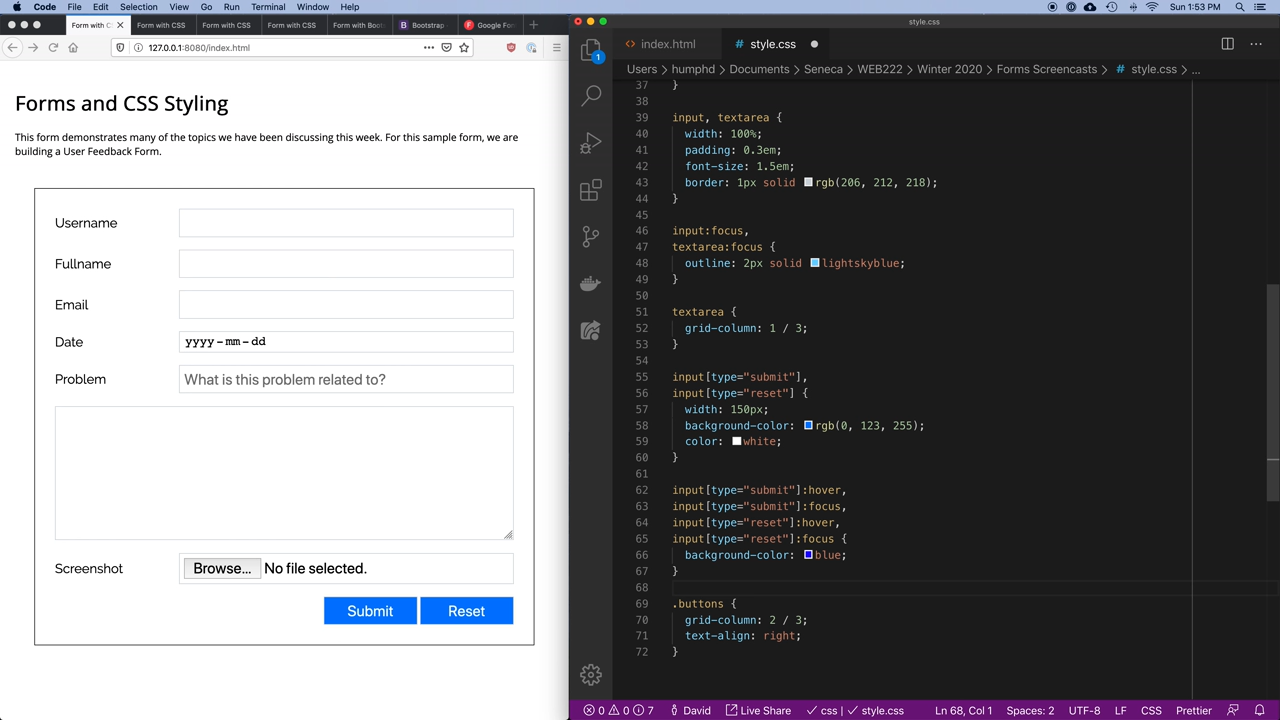 Code File Edit Selection View Go Run Terminal Window Help Sun 1:53 PM
Form with C Form with CSS Form with CSS Form with CSS Form with Boo Bootstrap Google Fon
127.0.0.1:8080/index.html
Forms and CSS Styling
This form demonstrates many of the topics we have been discussing this week. For this sample form, we are
building a User Feedback Form.
Username
Fullname
Email
Date yyyy-mm-dd
Problem What is this problem related to?
Screenshot Browse... No file selected.
Submit Reset
style.css
index.html # style.css
1
Users > humphd > Documents > Seneca > WEB222 > Winter 2020 > Forms Screencasts > # style.css > ...
37 }
38
39 input, textarea {
40 width: 100%;
41 padding: 0.3em;
42 font-size: 1.5em;
43 border: 1px solid rgb(206, 212, 218);
44 }
45
46 input:focus,
47 textarea:focus {
48 outline: 2px solid lightskyblue;
49 }
50
51 textarea {
52 grid-column: 1 / 3;
53 }
54
55 input[type="submit"],
56 input[type="reset"] {
57 width: 150px;
58 background-color: rgb(0, 123, 255);
59 color: white;
60 }
61
62 input[type="submit"]:hover,
63 input[type="submit"]:focus,
64 input[type="reset"]:hover,
65 input[type="reset"]:focus {
66 background-color: blue;
67 }
68
69 .buttons {
70 grid-column: 2 / 3;
71 text-align: right;
72 }
0 0 7 David Live Share ✓ css | ✓ style.css Ln 68, Col 1 Spaces: 2 UTF-8 LF CSS Prettier